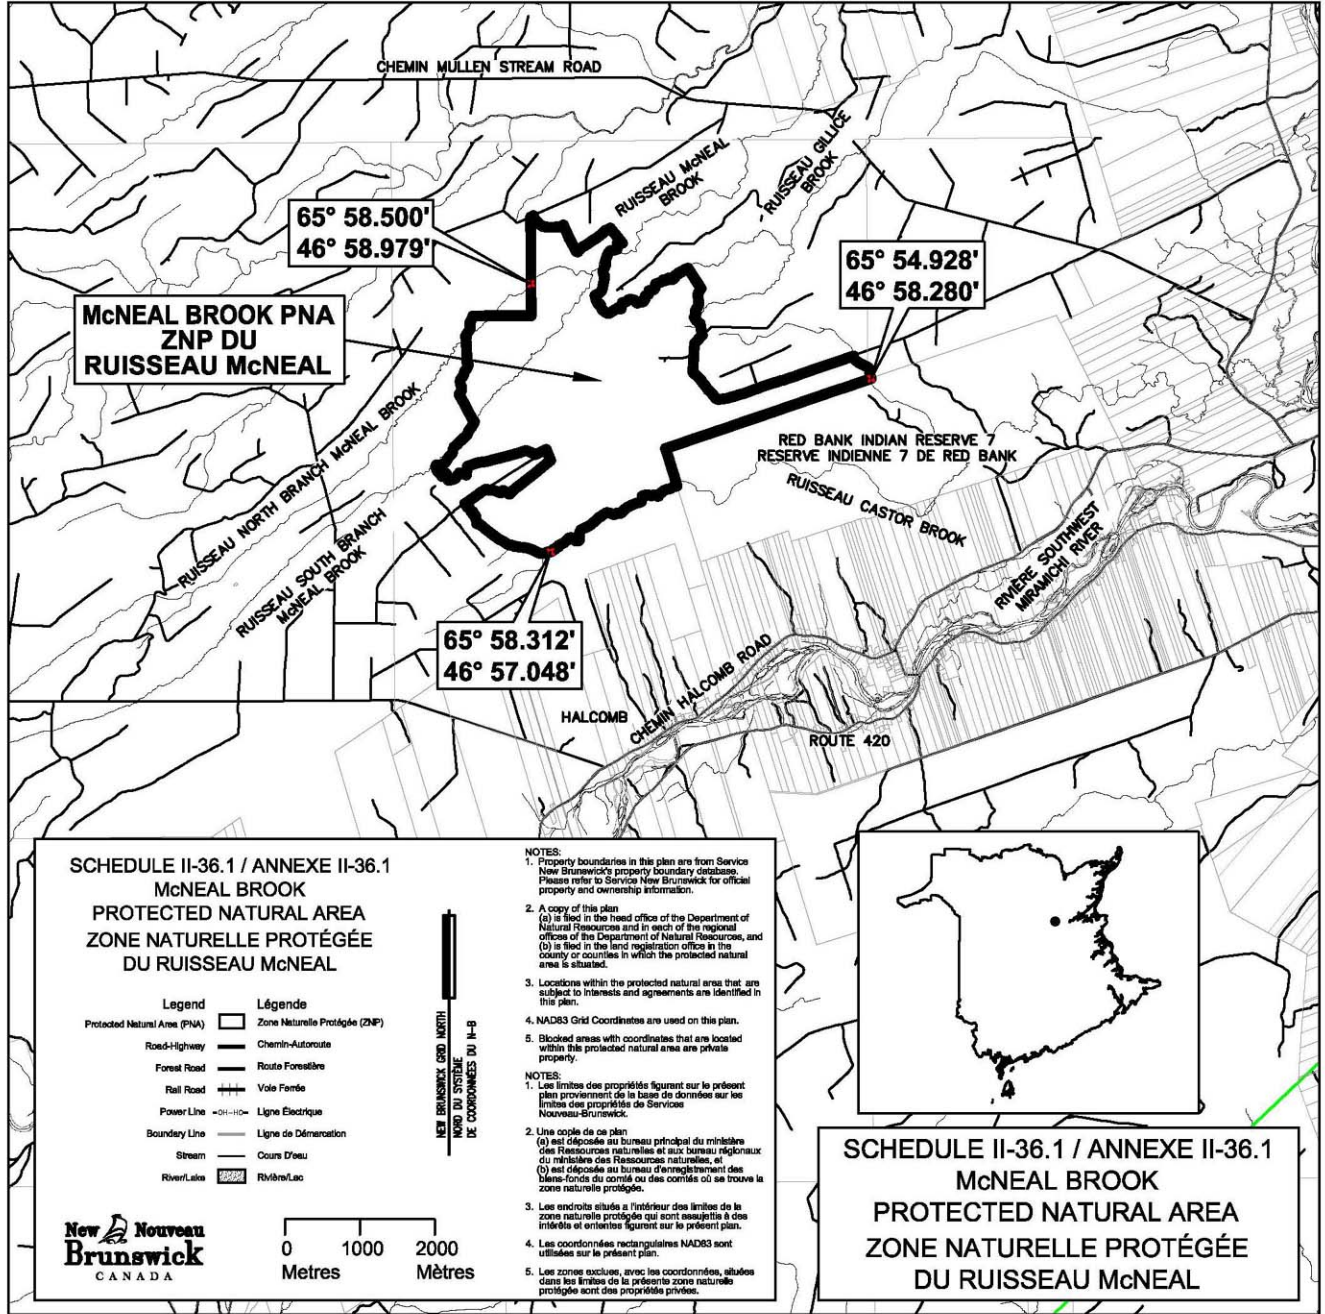 CHEMIN MULLEN STREAM ROAD
RUISSEAU McNEAL
BROOK
RUISSEAU GILLICE
BROOK
65° 58.500'
46° 58.979'
65° 54.928'
46° 58.280'
McNEAL BROOK PNA
ZNP DU
RUISSEAU McNEAL
RUISSEAU NORTH BRANCH McNEAL BROOK
RUISSEAU SOUTH BRANCH
McNEAL BROOK
RED BANK INDIAN RESERVE 7
RESERVE INDIENNE 7 DE RED BANK
RUISSEAU CASTOR BROOK
RIVIÈRE SOUTHWEST
MIRAMICHI RIVER
65° 58.312'
46° 57.048'
HALCOMB
CHEMIN HALCOMB ROAD
ROUTE 420
SCHEDULE II-36.1 / ANNEXE II-36.1
McNEAL BROOK
PROTECTED NATURAL AREA
ZONE NATURELLE PROTÉGÉE
DU RUISSEAU McNEAL
Legend Légende
Protected Natural Area (PNA) Zone Naturelle Protégée (ZNP)
Road-Highway Chemin-Autoroute
Forest Road Route Forestière
Rail Road Voie Ferrée
Power Line -OH-HO- Ligne Électrique
Boundary Line Ligne de Démarcation
Stream Cours D'eau
River/Lake Rivière/Lac
New Nouveau
Brunswick
CANADA
0 1000 2000
Metres Mètres
NEW BRUNSWICK GRID NORTH
NORD DU SYSTÈME
DE COORDONNÉES DU N-B
NOTES:
1. Property boundaries in this plan are from Service
New Brunswick's property boundary database.
Please refer to Service New Brunswick for official
property and ownership information.
2. A copy of this plan
(a) is filed in the head office of the Department of
Natural Resources and in each of the regional
offices of the Department of Natural Resources, and
(b) is filed in the land registration office in the
county or counties in which the protected natural
area is situated.
3. Locations within the protected natural area that are
subject to interests and agreements are identified in
this plan.
4. NAD83 Grid Coordinates are used on this plan.
5. Blocked areas with coordinates that are located
within this protected natural area are private
property.
NOTES:
1. Les limites des propriétés figurant sur le présent
plan proviennent de la base de données sur les
limites des propriétés de Services
Nouveau-Brunswick.
2. Une copie de ce plan
(a) est déposée au bureau principal du ministère
des Ressources naturelles et aux bureau régionaux
du ministère des Ressources naturelles, et
(b) est déposée au bureau d'enregistrement des
biens-fonds du comté ou des comtés où se trouve la
zone naturelle protégée.
3. Les endroits situés a l'intérieur des limites de la
zone naturelle protégée qui sont assujettis à des
intérêts et ententes figurent sur le présent plan.
4. Les coordonnées rectangulaires NAD83 sont
utilisées sur le présent plan.
5. Les zones exclues, avec les coordonnées, situées
dans les limites de la présente zone naturelle
protégée sont des propriétés privées.
SCHEDULE II-36.1 / ANNEXE II-36.1
McNEAL BROOK
PROTECTED NATURAL AREA
ZONE NATURELLE PROTÉGÉE
DU RUISSEAU McNEAL